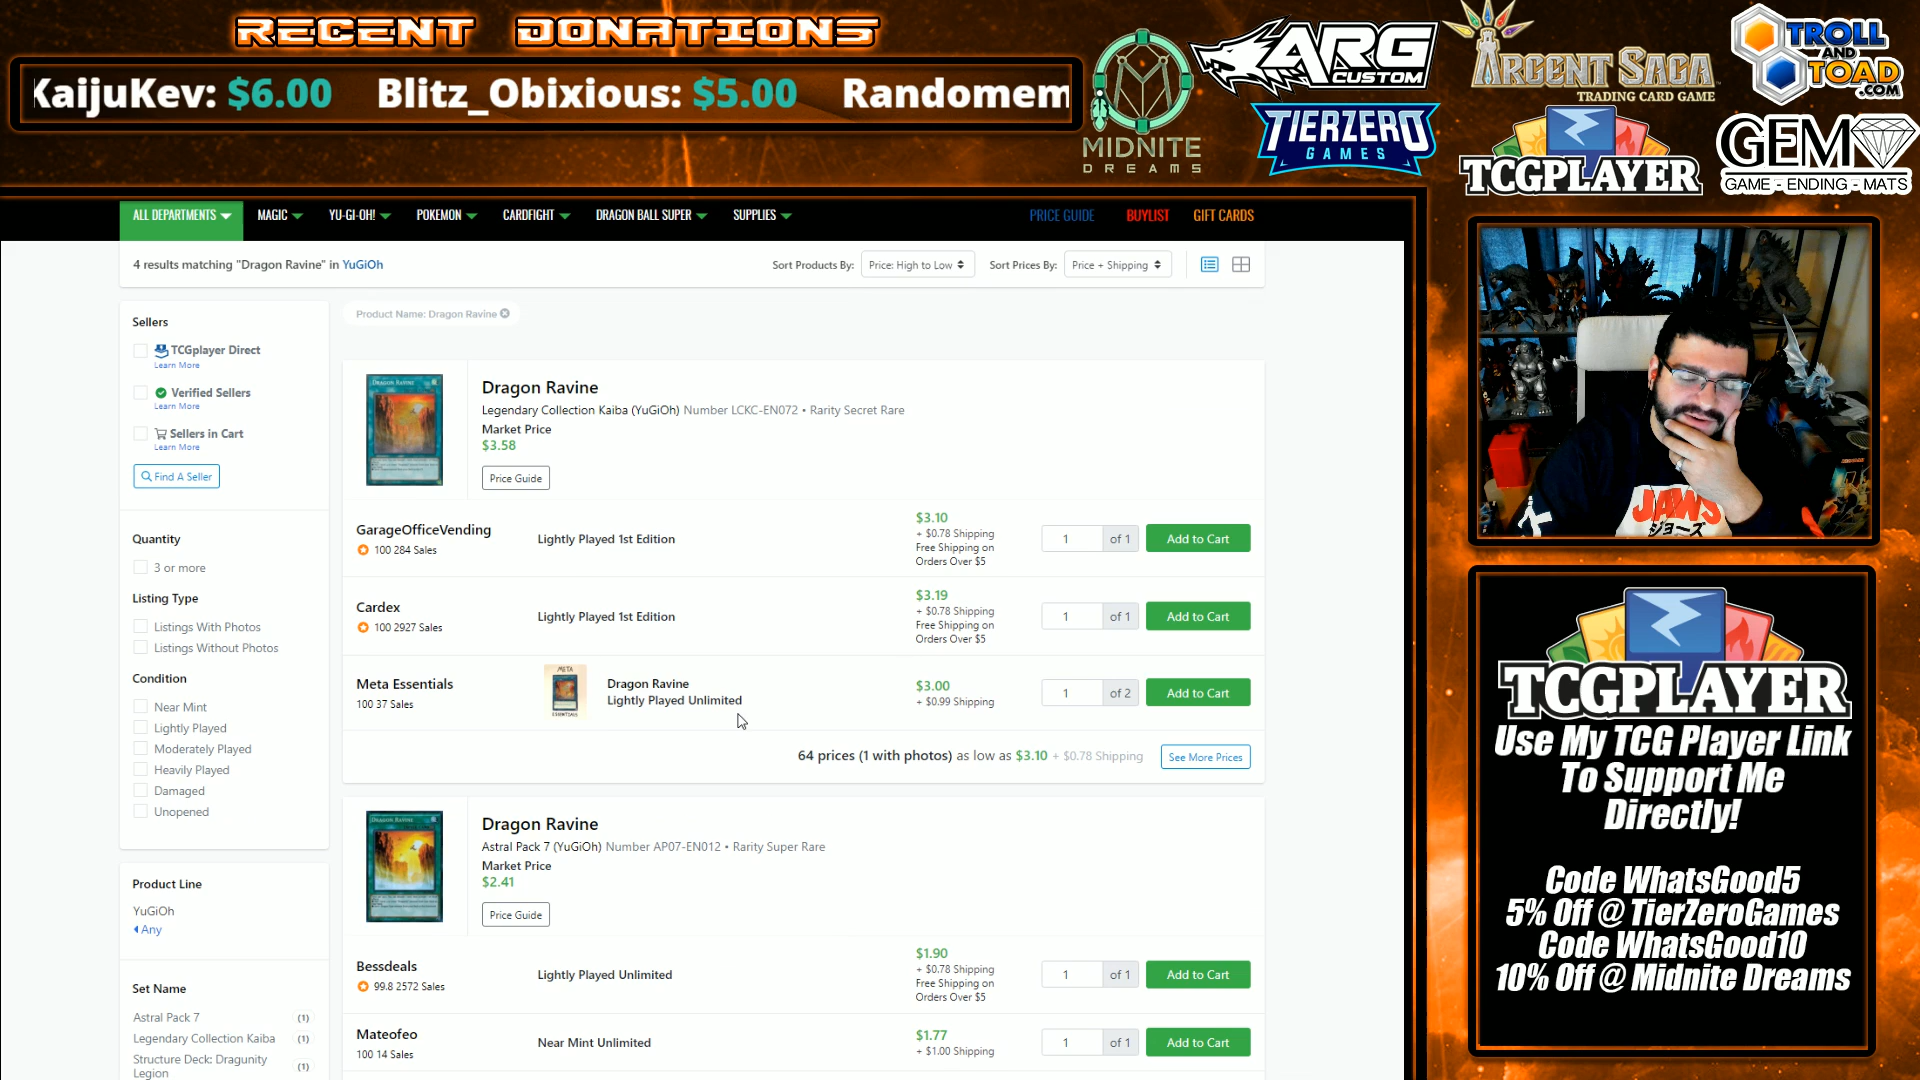 RECENT DONATIONS
KaijuKev: $6.00 Blitz_Obixious: $5.00 Randomem
MIDNITE
DREAMS
ARG
CUSTOM
TIERZERO
GAMES
ARGENT SAGA
TRADING CARD GAME
TROLL
AND
TOAD
.COM
TCGPLAYER
GEM
GAME-ENDING-MATS
ALL DEPARTMENTS MAGIC YU-GI-OH! POKEMON CARDFIGHT DRAGON BALL SUPER SUPPLIES PRICE GUIDE BUYLIST GIFT CARDS
4 results matching "Dragon Ravine" in YuGiOh
Sort Products By: Price: High to Low Sort Prices By: Price + Shipping
Product Name: Dragon Ravine
Sellers
TCGplayer Direct
Learn More
Verified Sellers
Learn More
Sellers in Cart
Learn More
Find A Seller
Quantity
3 or more
Listing Type
Listings With Photos
Listings Without Photos
Condition
Near Mint
Lightly Played
Moderately Played
Heavily Played
Damaged
Unopened
Product Line
YuGiOh
Any
Set Name
Astral Pack 7 (1)
Legendary Collection Kaiba (1)
Structure Deck: Dragunity
Legion (1)
DRAGON RAVINE
Dragon Ravine
Legendary Collection Kaiba (YuGiOh) Number LCKC-EN072 • Rarity Secret Rare
Market Price
$3.58
Price Guide
GarageOfficeVending
100 284 Sales
Lightly Played 1st Edition
$3.10
+ $0.78 Shipping
Free Shipping on
Orders Over $5
1 of 1 Add to Cart
Cardex
100 2927 Sales
Lightly Played 1st Edition
$3.19
+ $0.78 Shipping
Free Shipping on
Orders Over $5
1 of 1 Add to Cart
Meta Essentials
100 37 Sales
META
ESSENTIALS
Dragon Ravine
Lightly Played Unlimited
$3.00
+ $0.99 Shipping
1 of 2 Add to Cart
64 prices (1 with photos) as low as $3.10 + $0.78 Shipping See More Prices
DRAGON RAVINE
Dragon Ravine
Astral Pack 7 (YuGiOh) Number AP07-EN012 • Rarity Super Rare
Market Price
$2.41
Price Guide
Bessdeals
99.8 2572 Sales
Lightly Played Unlimited
$1.90
+ $0.78 Shipping
Free Shipping on
Orders Over $5
1 of 1 Add to Cart
Mateofeo
100 14 Sales
Near Mint Unlimited
$1.77
+ $1.00 Shipping
1 of 1 Add to Cart
JAWS
ジョーズ
TCGPLAYER
Use My TCG Player Link
To Support Me
Directly!
Code WhatsGood5
5% Off @ TierZeroGames
Code WhatsGood10
10% Off @ Midnite Dreams